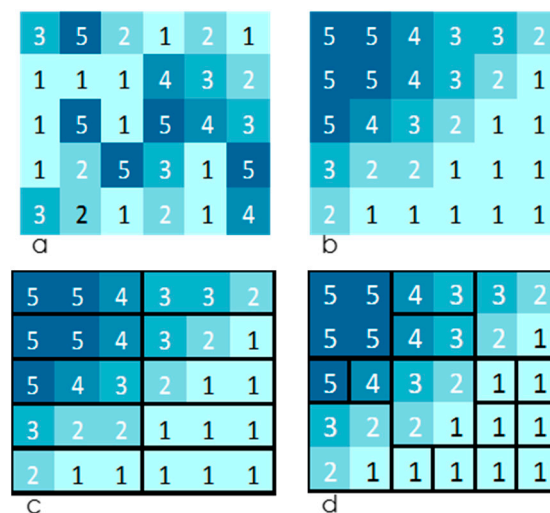 3 5 2 1 2 1
1 1 1 4 3 2
1 5 1 5 4 3
1 2 5 3 1 5
3 2 1 2 1 4
a
5 5 4 3 3 2
5 5 4 3 2 1
5 4 3 2 1 1
3 2 2 1 1 1
2 1 1 1 1 1
b
5 5 4 3 3 2
5 5 4 3 2 1
5 4 3 2 1 1
3 2 2 1 1 1
2 1 1 1 1 1
c
5 5 4 3 3 2
5 5 4 3 2 1
5 4 3 2 1 1
3 2 2 1 1 1
2 1 1 1 1 1
d